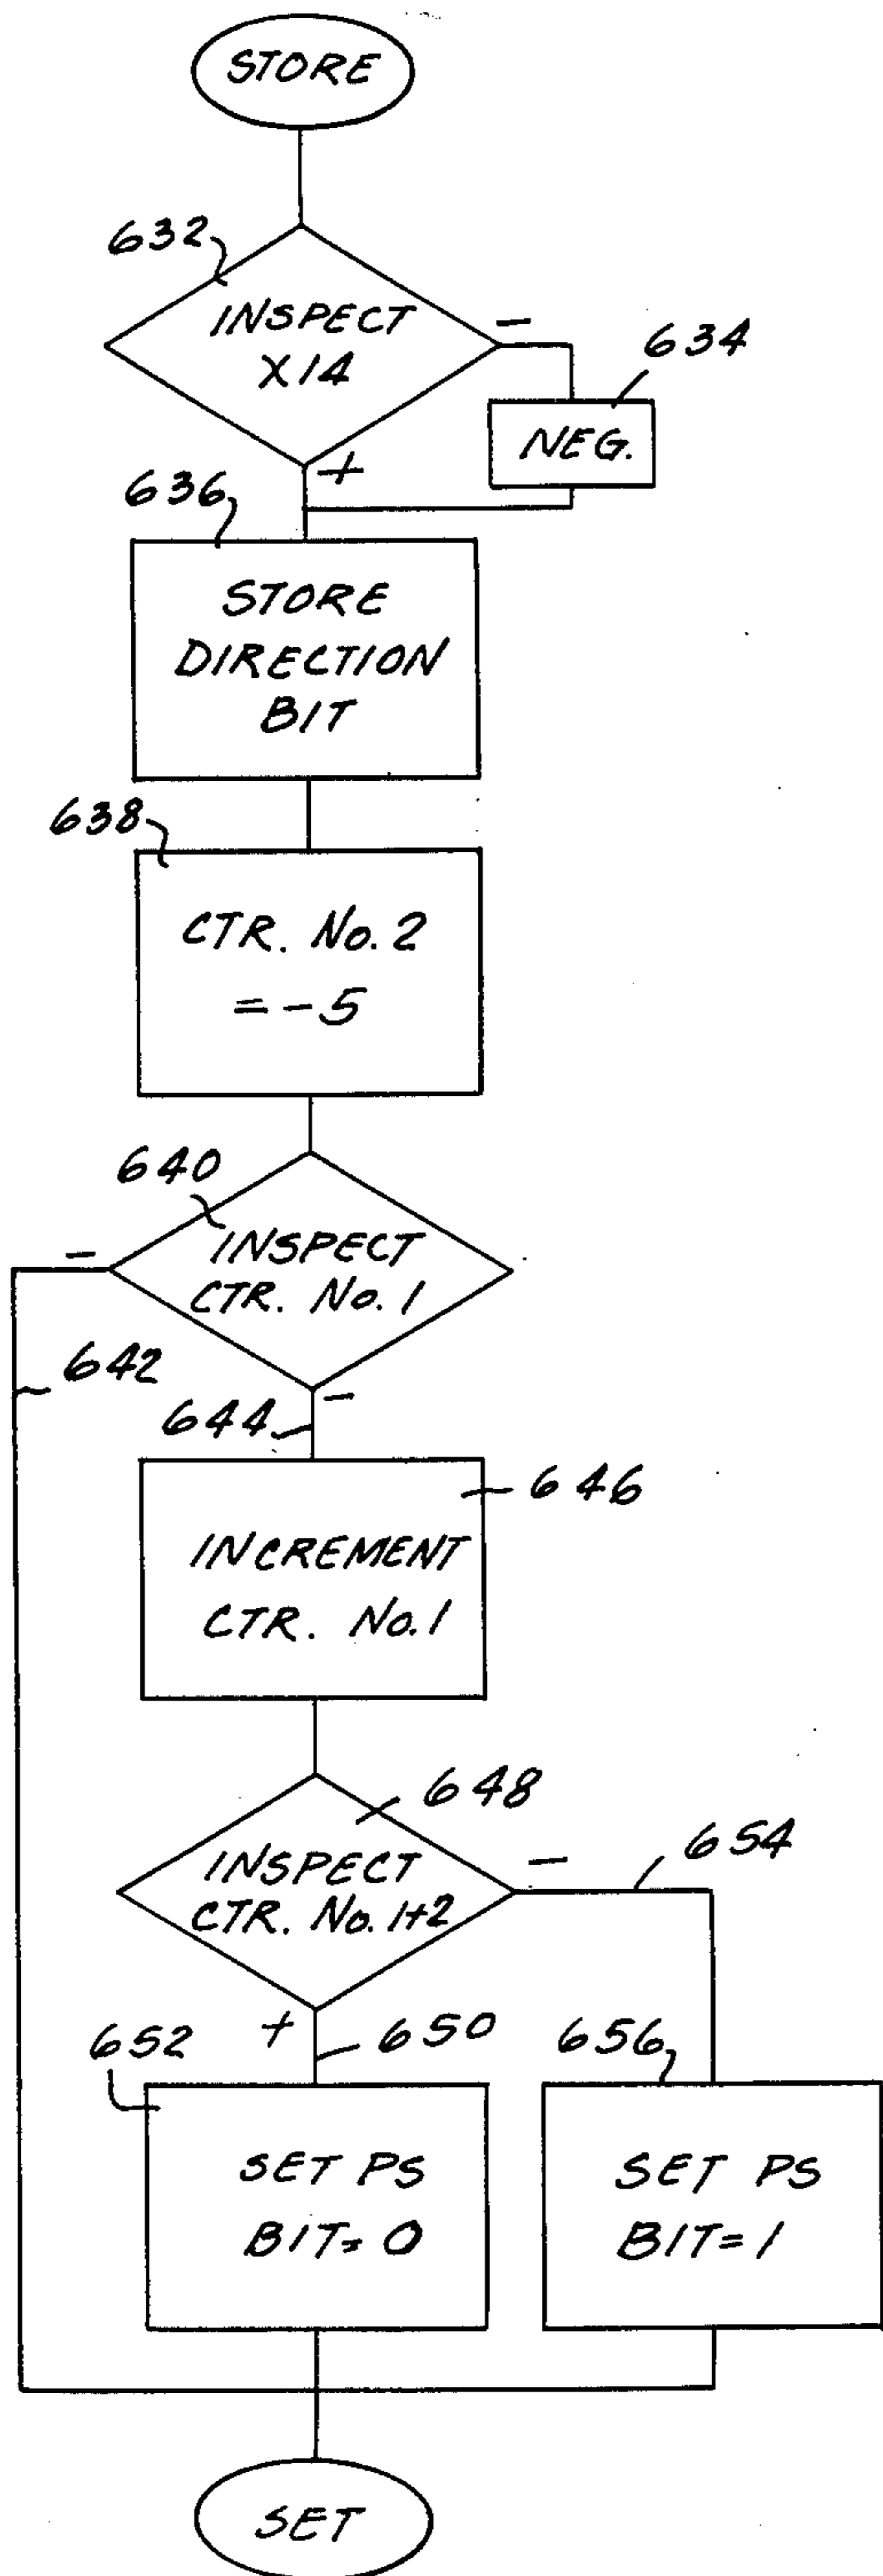 STORE
632
INSPECT
X14
-
634
NEG.
+
636
STORE
DIRECTION
BIT
638
CTR. No. 2
= -5
640
-
INSPECT
CTR. No. 1
642
-
644
646
INCREMENT
CTR. No. 1
648
INSPECT
CTR. No. 1+2
-
654
+
650
652
656
SET PS
BIT= 0
SET PS
BIT= 1
SET